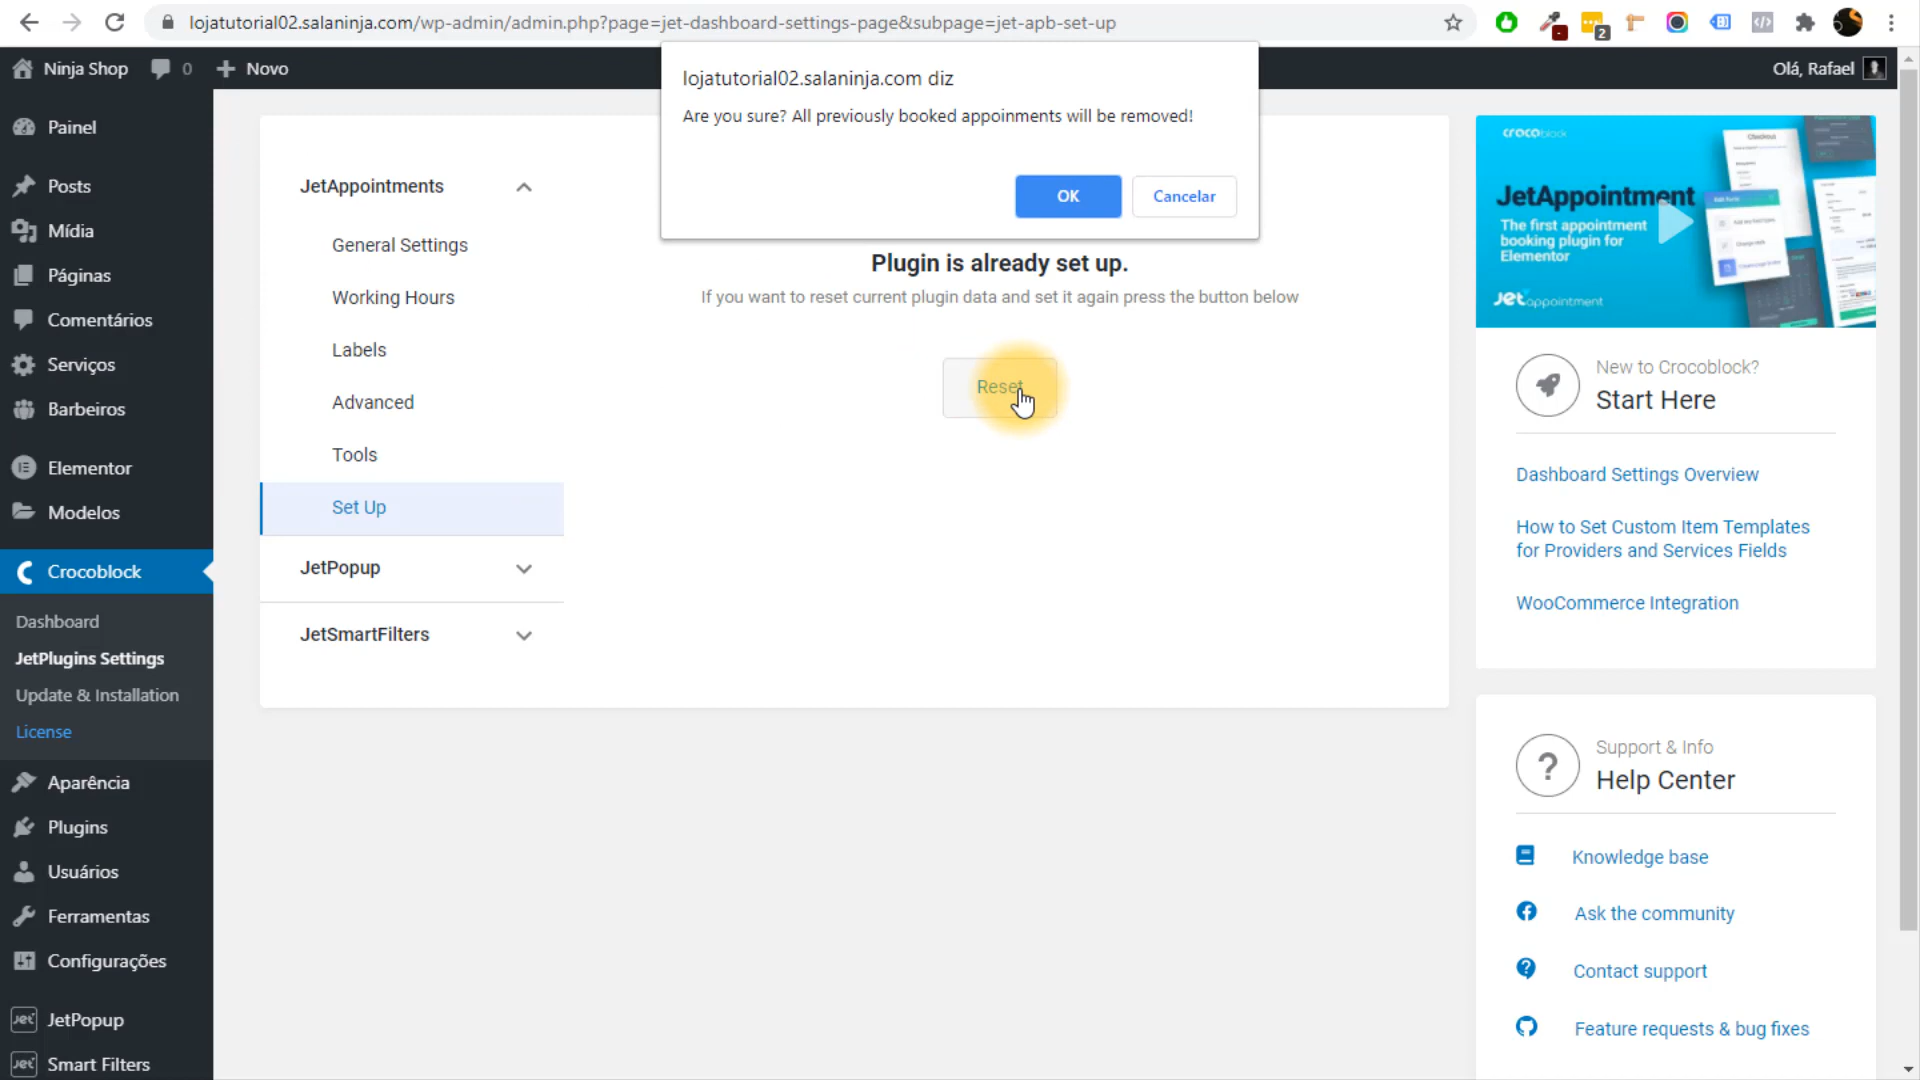 lojatutorial02.salaninja.com/wp-admin/admin.php?page=jet-dashboard-settings-page&subpage=jet-apb-set-up
2
Ninja Shop
0
Novo
Olá, Rafael
lojatutorial02.salaninja.com diz
Are you sure? All previously booked appoinments will be removed!
OK
Cancelar
Painel
Posts
Mídia
Páginas
Comentários
Serviços
Barbeiros
Elementor
Modelos
Crocoblock
Dashboard
JetPlugins Settings
Update & Installation
License
Aparência
Plugins
Usuários
Ferramentas
Configurações
JetPopup
Smart Filters
JetAppointments
General Settings
Working Hours
Labels
Advanced
Tools
Set Up
JetPopup
JetSmartFilters
Plugin is already set up.
If you want to reset current plugin data and set it again press the button below
Reset
crocoblock
JetAppointment
The first appointment
booking plugin for
Elementor
Jet appointment
Checkout
New to Crocoblock?
Start Here
Dashboard Settings Overview
How to Set Custom Item Templates
for Providers and Services Fields
WooCommerce Integration
Support & Info
Help Center
Knowledge base
Ask the community
Contact support
Feature requests & bug fixes